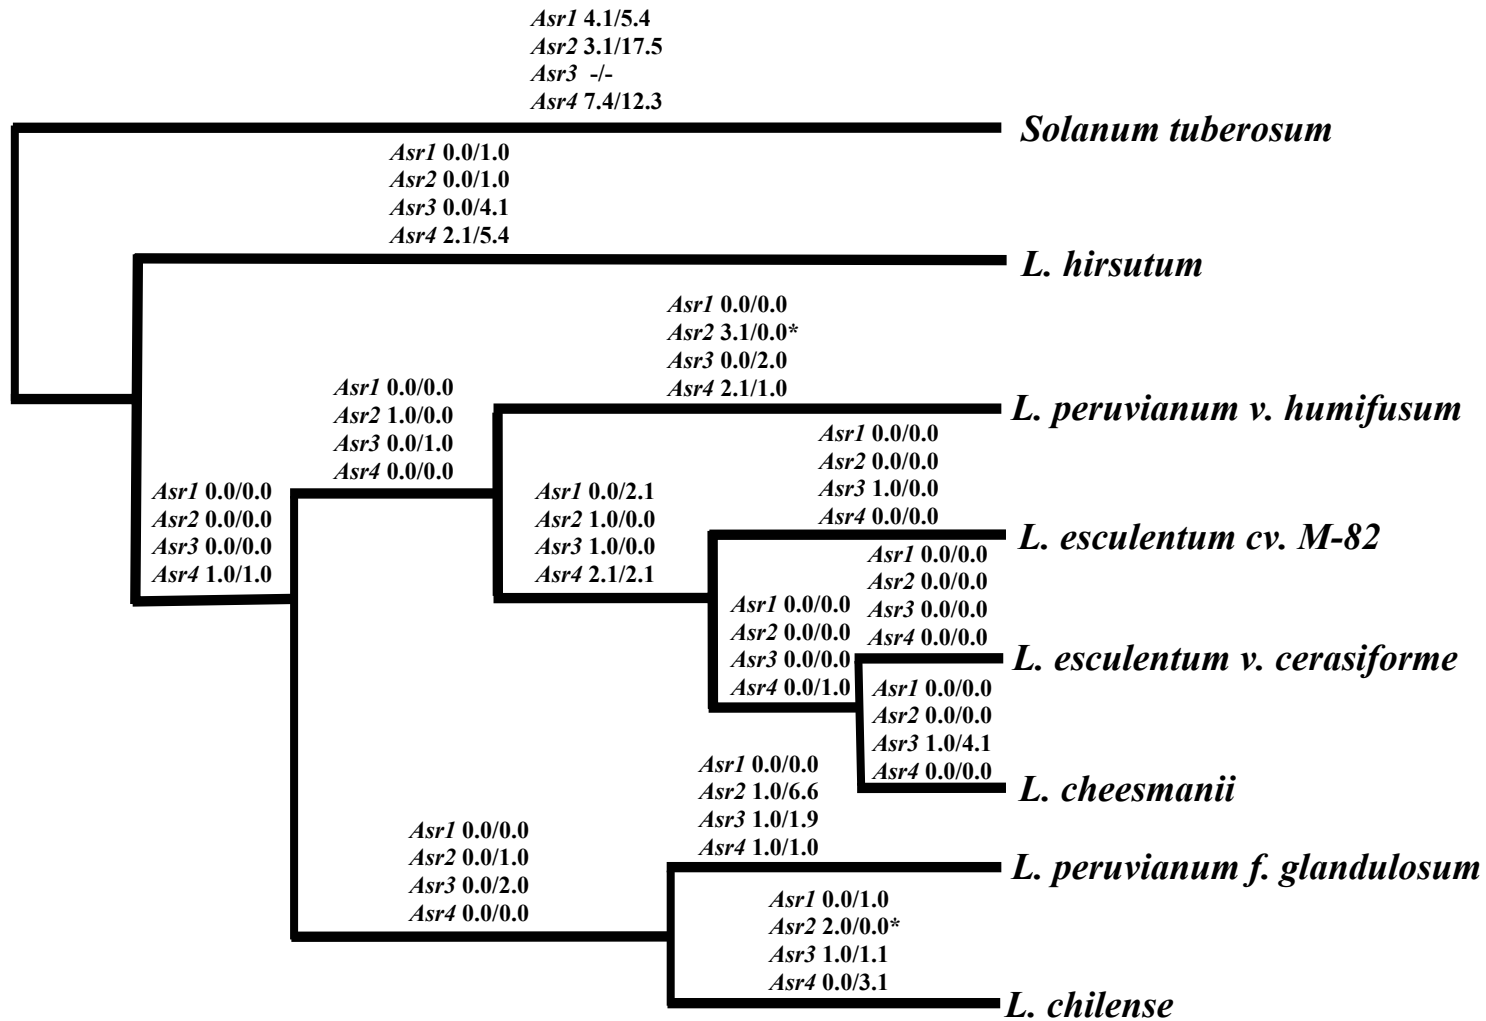 Asr1 4.1/5.4
Asr2 3.1/17.5
Asr3 -/-
Asr4 7.4/12.3
Solanum tuberosum
Asr1 0.0/1.0
Asr2 0.0/1.0
Asr3 0.0/4.1
Asr4 2.1/5.4
L. hirsutum
Asr1 0.0/0.0
Asr2 3.1/0.0*
Asr3 0.0/2.0
Asr4 2.1/1.0
L. peruvianum v. humifusum
Asr1 0.0/0.0
Asr2 1.0/0.0
Asr3 0.0/1.0
Asr4 0.0/0.0
Asr1 0.0/0.0
Asr2 0.0/0.0
Asr3 0.0/0.0
Asr4 1.0/1.0
Asr1 0.0/2.1
Asr2 1.0/0.0
Asr3 1.0/0.0
Asr4 2.1/2.1
Asr1 0.0/0.0
Asr2 0.0/0.0
Asr3 1.0/0.0
Asr4 0.0/0.0
L. esculentum cv. M-82
Asr1 0.0/0.0
Asr2 0.0/0.0
Asr3 0.0/0.0
Asr4 0.0/0.0
L. esculentum v. cerasiforme
Asr1 0.0/0.0
Asr2 0.0/0.0
Asr3 0.0/0.0
Asr4 0.0/1.0
Asr1 0.0/0.0
Asr2 0.0/0.0
Asr3 1.0/4.1
Asr4 0.0/0.0
L. cheesmanii
Asr1 0.0/0.0
Asr2 1.0/6.6
Asr3 1.0/1.9
Asr4 1.0/1.0
L. peruvianum f. glandulosum
Asr1 0.0/0.0
Asr2 0.0/1.0
Asr3 0.0/2.0
Asr4 0.0/0.0
Asr1 0.0/1.0
Asr2 2.0/0.0*
Asr3 1.0/1.1
Asr4 0.0/3.1
L. chilense